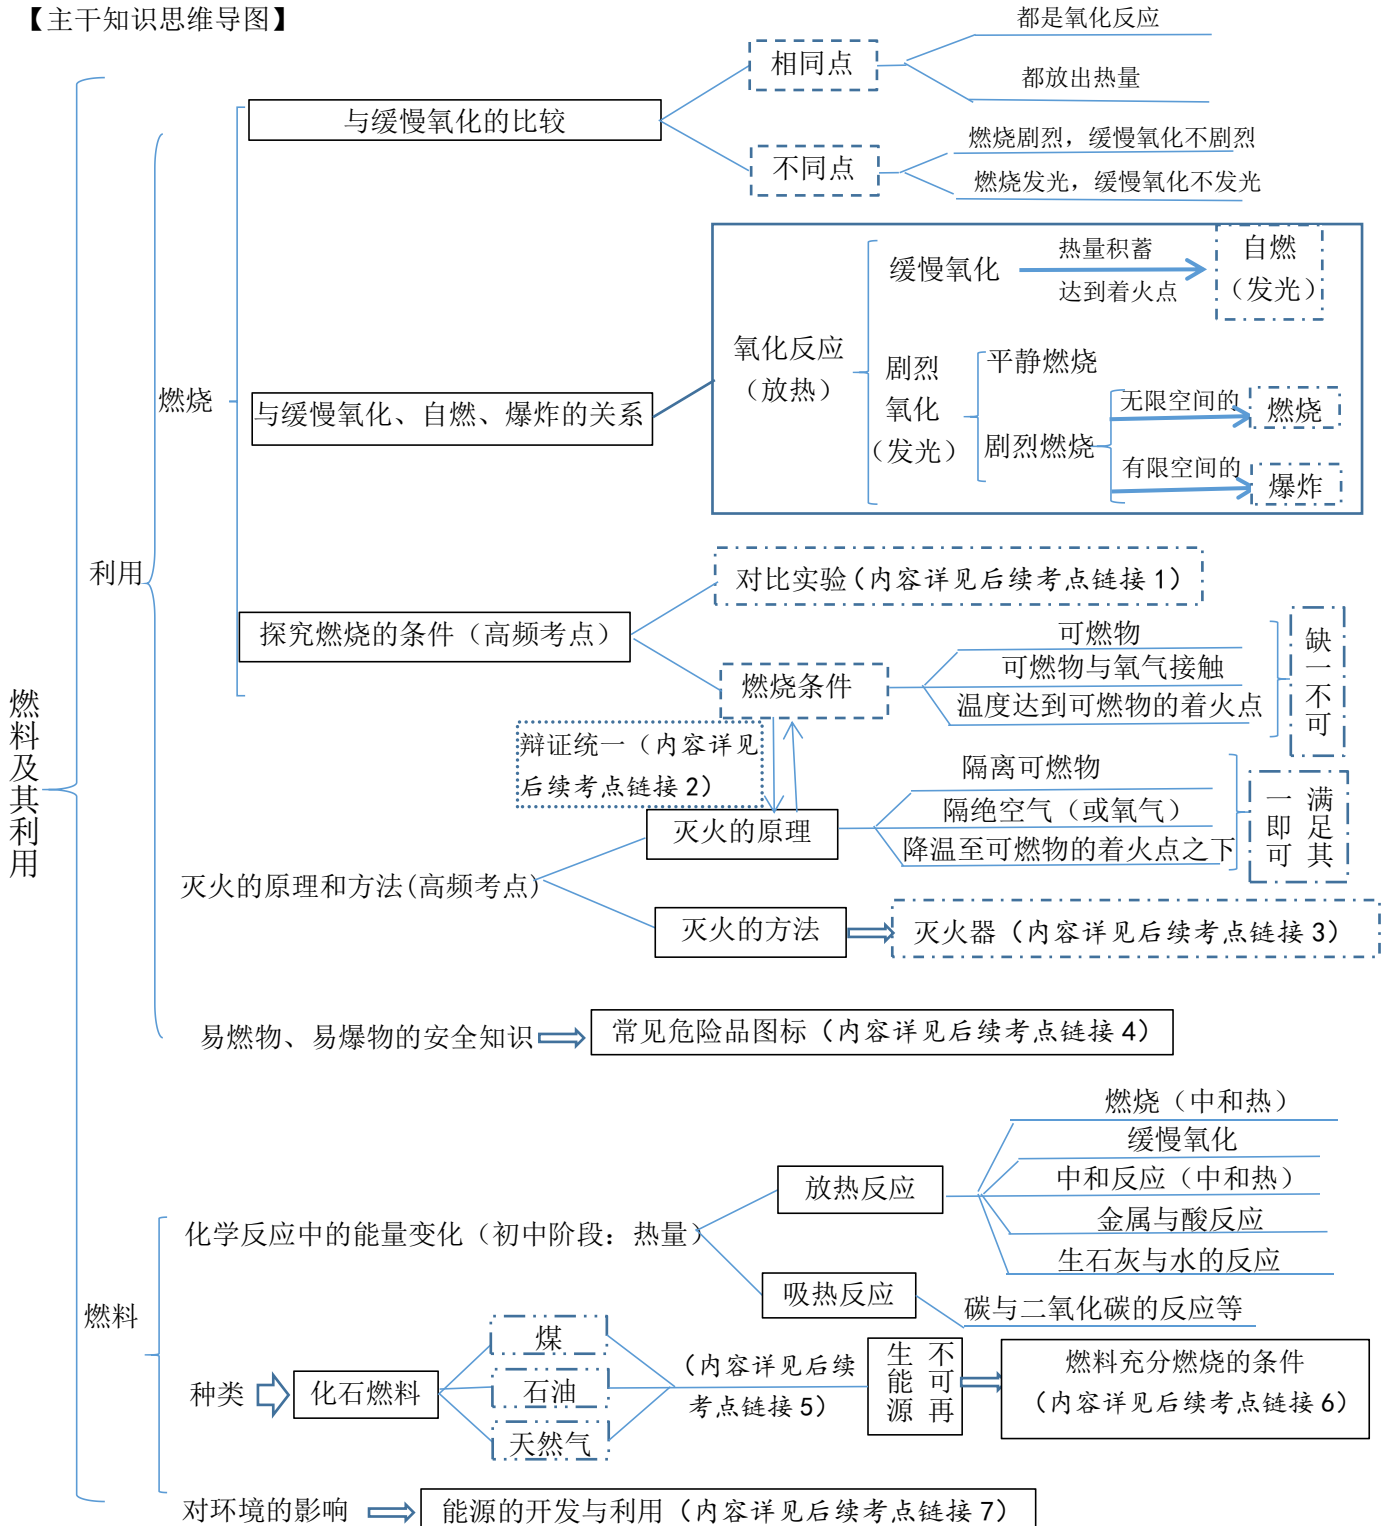 【主干知识思维导图】
都是氧化反应
相同点
都放出热量
与缓慢氧化的比较
燃烧剧烈，缓慢氧化不剧烈
不同点
燃烧发光，缓慢氧化不发光
缓慢氧化
热量积蓄
达到着火点
自燃
（发光）
氧化反应
（放热）
剧烈
氧化
（发光）
平静燃烧
剧烈燃烧
无限空间的
燃烧
有限空间的
爆炸
燃烧
与缓慢氧化、自燃、爆炸的关系
利用
对比实验（内容详见后续考点链接 1）
探究燃烧的条件（高频考点）
燃烧条件
可燃物
可燃物与氧气接触
温度达到可燃物的着火点
缺一不可
燃料及其利用
辩证统一（内容详见
后续考点链接 2）
灭火的原理
隔离可燃物
隔绝空气（或氧气）
降温至可燃物的着火点之下
满足其
一即可
灭火的原理和方法(高频考点)
灭火的方法
灭火器（内容详见后续考点链接 3）
易燃物、易爆物的安全知识
常见危险品图标（内容详见后续考点链接 4）
燃烧（中和热）
缓慢氧化
放热反应
中和反应（中和热）
金属与酸反应
生石灰与水的反应
化学反应中的能量变化（初中阶段：热量）
吸热反应
碳与二氧化碳的反应等
燃料
种类
化石燃料
煤
石油
天然气
（内容详见后续
考点链接 5）
不可再
生能源
燃料充分燃烧的条件
（内容详见后续考点链接 6）
对环境的影响
能源的开发与利用（内容详见后续考点链接 7）